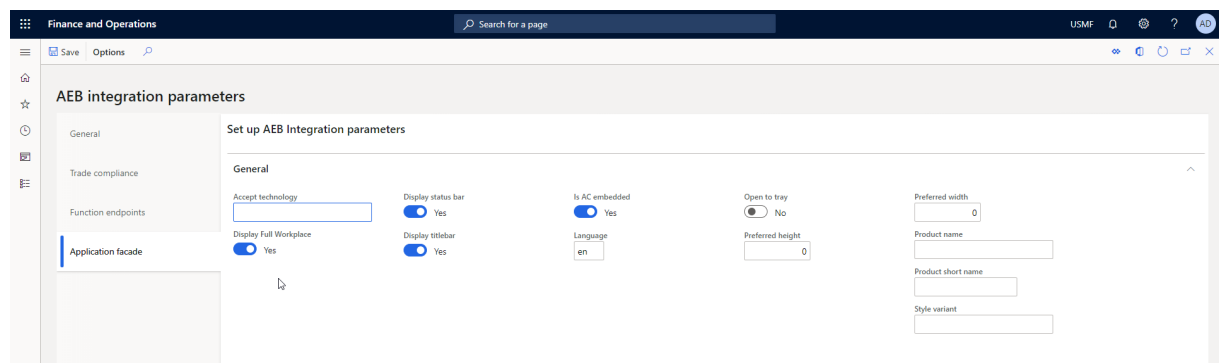 Finance and Operations
Search for a page
USMF
?
AD
Save Options
AEB integration parameters
General
Trade compliance
Function endpoints
Application facade
Set up AEB Integration parameters
General
Accept technology
Display Full Workplace
Yes
Display status bar
Yes
Display titlebar
Yes
Is AC embedded
Yes
Language
en
Open to tray
No
Preferred height
0
Preferred width
0
Product name
Product short name
Style variant